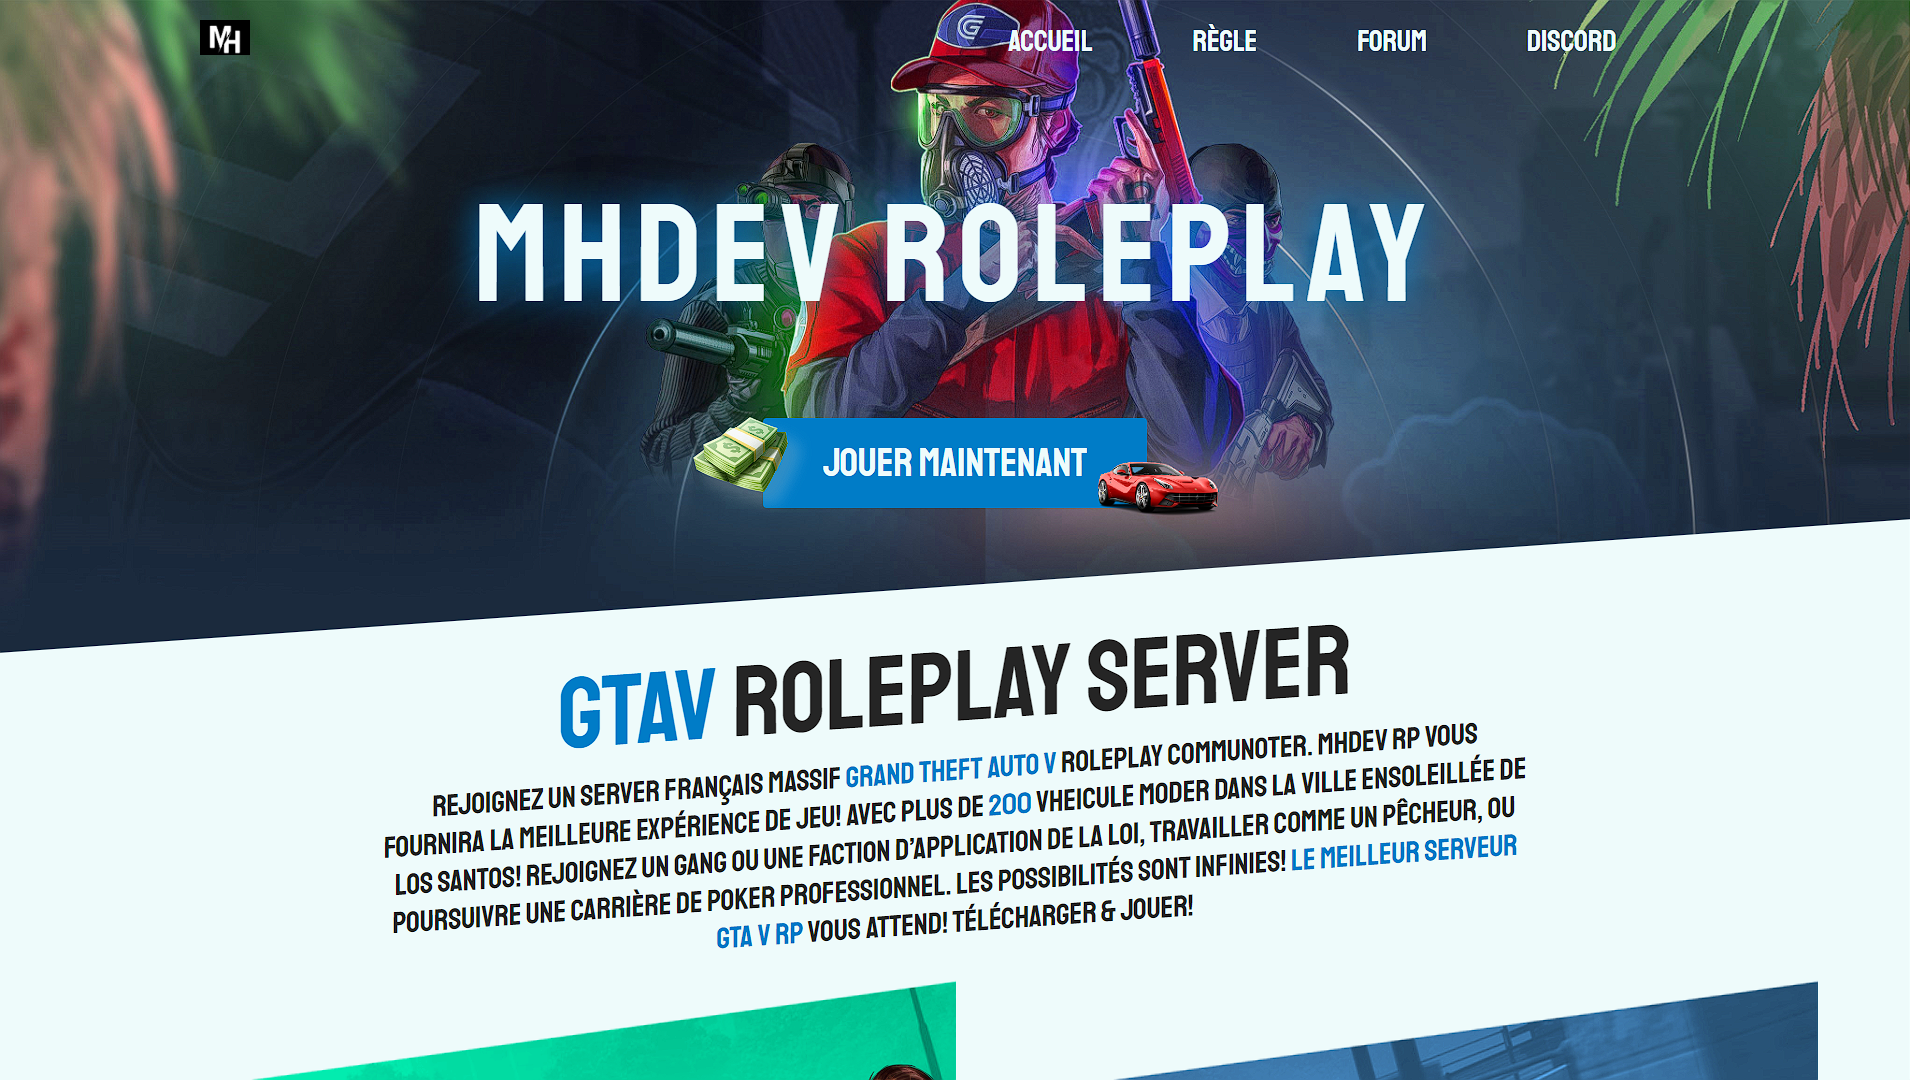 MH
ACCUEIL RÈGLE FORUM DISCORD
MHDEV ROLEPLAY
JOUER MAINTENANT
GTAV ROLEPLAY SERVER
REJOIGNEZ UN SERVER FRANÇAIS MASSIF GRAND THEFT AUTO V ROLEPLAY COMMUNOTER. MHDEV RP VOUS
FOURNIRA LA MEILLEURE EXPÉRIENCE DE JEU! AVEC PLUS DE 200 VHEICULE MODER DANS LA VILLE ENSOLEILLÉE DE
LOS SANTOS! REJOIGNEZ UN GANG OU UNE FACTION D'APPLICATION DE LA LOI, TRAVAILLER COMME UN PÊCHEUR, OU
POURSUIVRE UNE CARRIÈRE DE POKER PROFESSIONNEL. LES POSSIBILITÉS SONT INFINIES! LE MEILLEUR SERVEUR
GTA V RP VOUS ATTEND! TÉLÉCHARGER & JOUER!